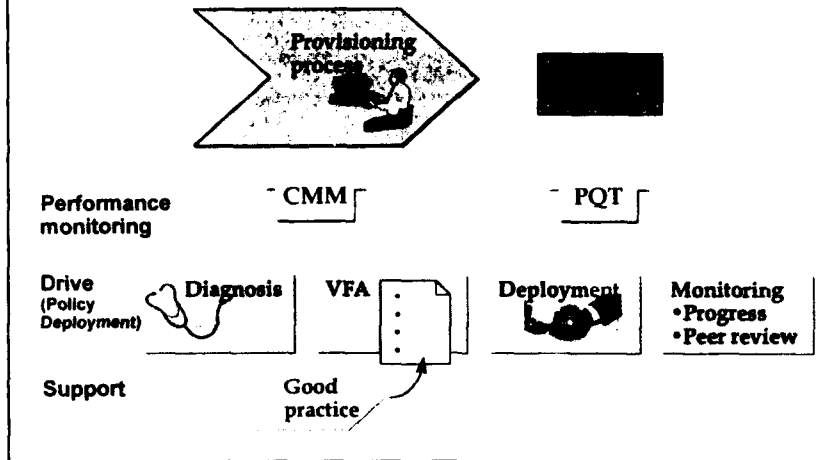 Provisioning
process
Performance
monitoring
CMM
PQT
Drive
(Policy
Deployment)
Diagnosis
VFA
Deployment
Monitoring
•Progress
•Peer review
Support
Good
practice